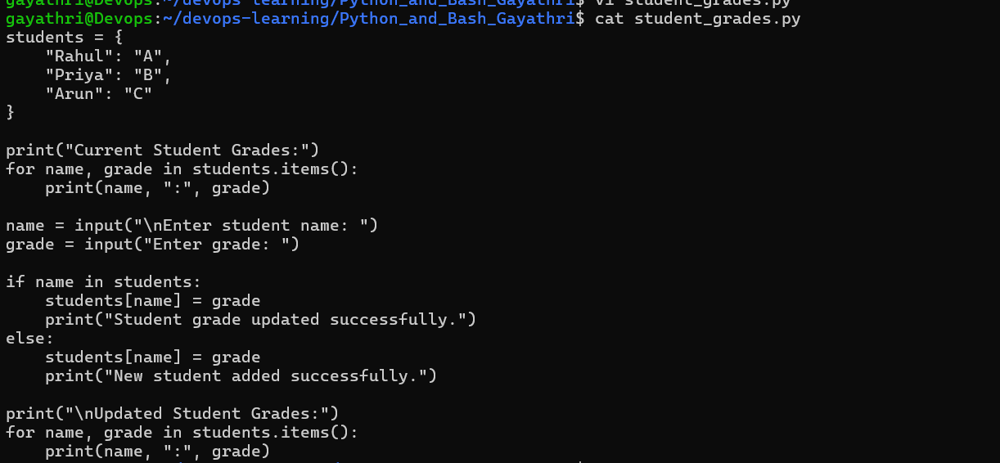 gayathri@Devops:~/devops-learning/Python_and_Bash_Gayathri$ vi student_grades.py
gayathri@Devops:~/devops-learning/Python_and_Bash_Gayathri$ cat student_grades.py
students = {
    "Rahul": "A",
    "Priya": "B",
    "Arun": "C"
}

print("Current Student Grades:")
for name, grade in students.items():
    print(name, ":", grade)

name = input("\nEnter student name: ")
grade = input("Enter grade: ")

if name in students:
    students[name] = grade
    print("Student grade updated successfully.")
else:
    students[name] = grade
    print("New student added successfully.")

print("\nUpdated Student Grades:")
for name, grade in students.items():
    print(name, ":", grade)